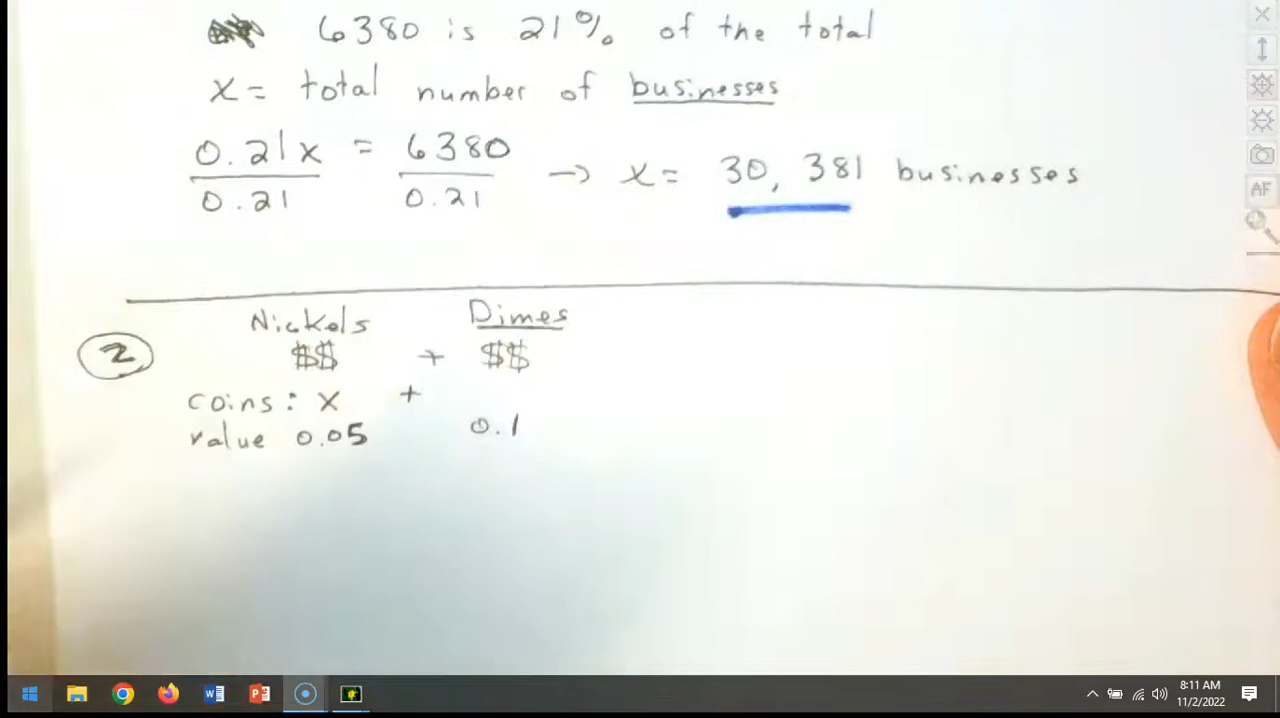 6380 is 21% of the total
x = total number of businesses
0.21x = 6380 → x = 30,381 businesses
0.21 0.21
Nickels Dimes
2 $$ + $$
coins: x +
value 0.05 0.1
AF
8:11 AM
11/2/2022